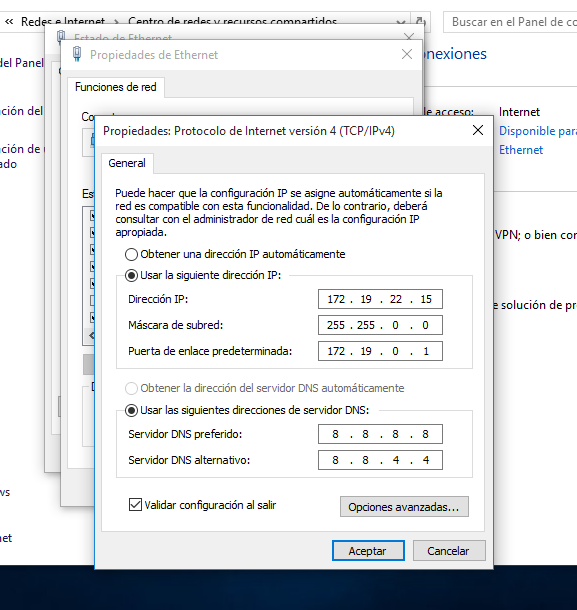 Redes e Internet
Centro de redes y recursos compartidos
Buscar en el Panel de co
Estado de Ethernet
Propiedades de Ethernet
Funciones de red
del Panel
onexiones
ación del
e acceso:
Internet
Disponible para
Ethernet
ación de
ado
VPN; o bien con
e solución de pro
ws
net
Propiedades: Protocolo de Internet versión 4 (TCP/IPv4)
General
Puede hacer que la configuración IP se asigne automáticamente si la
red es compatible con esta funcionalidad. De lo contrario, deberá
consultar con el administrador de red cuál es la configuración IP
apropiada.
Obtener una dirección IP automáticamente
Usar la siguiente dirección IP:
Dirección IP: 172 . 19 . 22 . 15
Máscara de subred: 255 . 255 . 0 . 0
Puerta de enlace predeterminada: 172 . 19 . 0 . 1
Obtener la dirección del servidor DNS automáticamente
Usar las siguientes direcciones de servidor DNS:
Servidor DNS preferido: 8 . 8 . 8 . 8
Servidor DNS alternativo: 8 . 8 . 4 . 4
Validar configuración al salir
Opciones avanzadas...
Aceptar
Cancelar